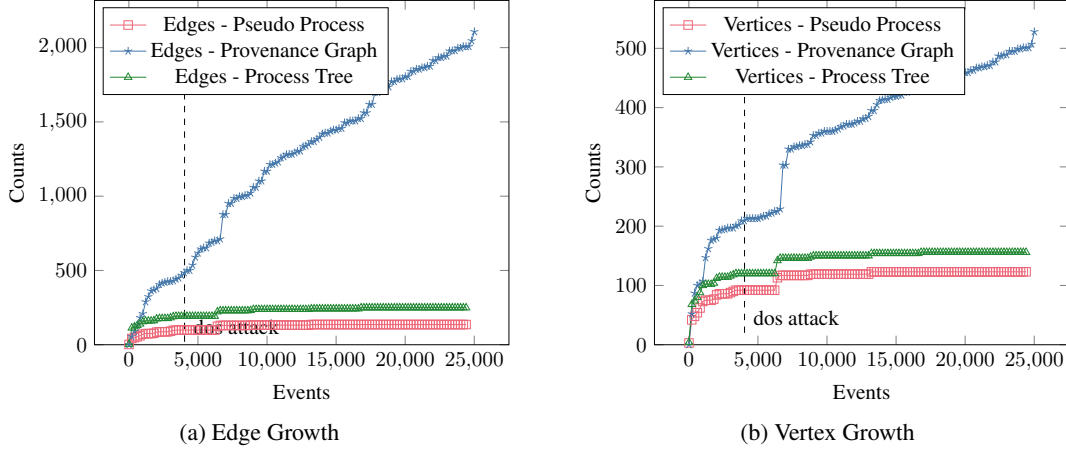 Edges - Pseudo Process
Edges - Provenance Graph
Edges - Process Tree
2,000
1,500
1,000
500
0
Counts
dos attack
0 5,000 10,000 15,000 20,000 25,000
Events
(a) Edge Growth
Vertices - Pseudo Process
Vertices - Provenance Graph
Vertices - Process Tree
500
400
300
200
100
0
Counts
dos attack
0 5,000 10,000 15,000 20,000 25,000
Events
(b) Vertex Growth